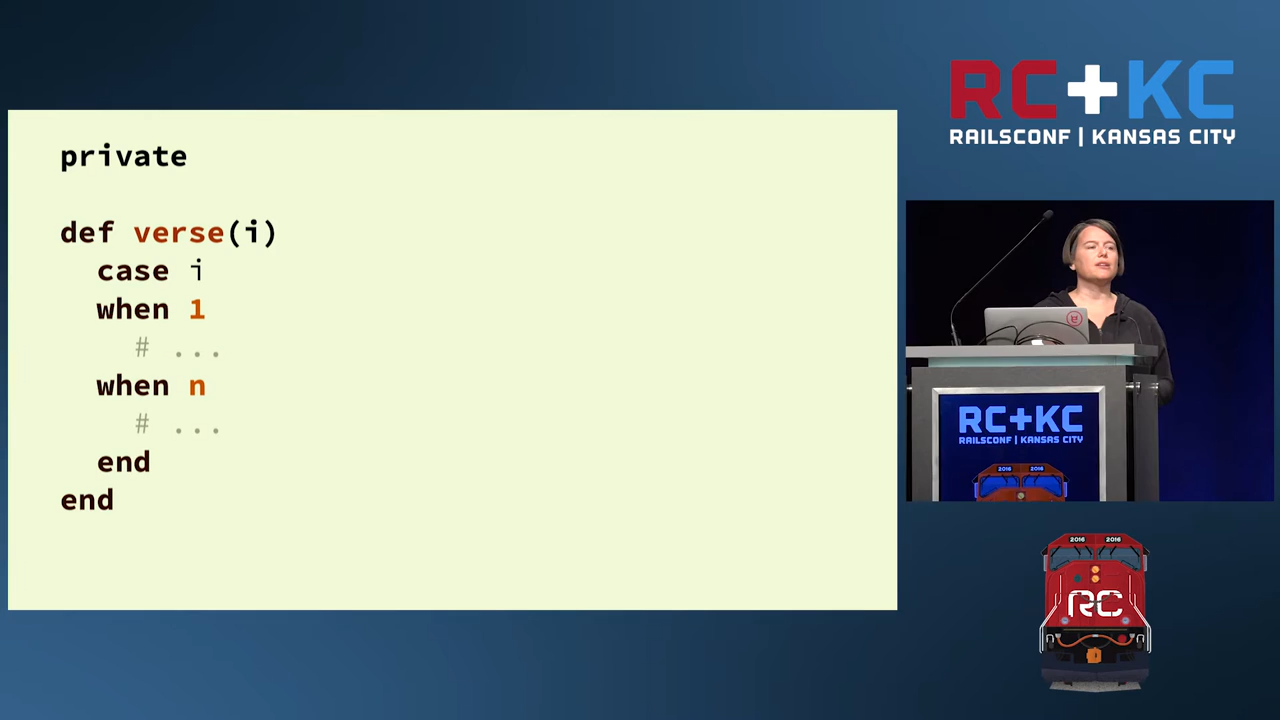 private
def verse(i)
  case i
  when 1
    # ...
  when n
    # ...
  end
end
RC+KC
RAILSCONF | KANSAS CITY
RC+KC
RAILSCONF | KANSAS CITY
2016 2016
2016 2016
RC